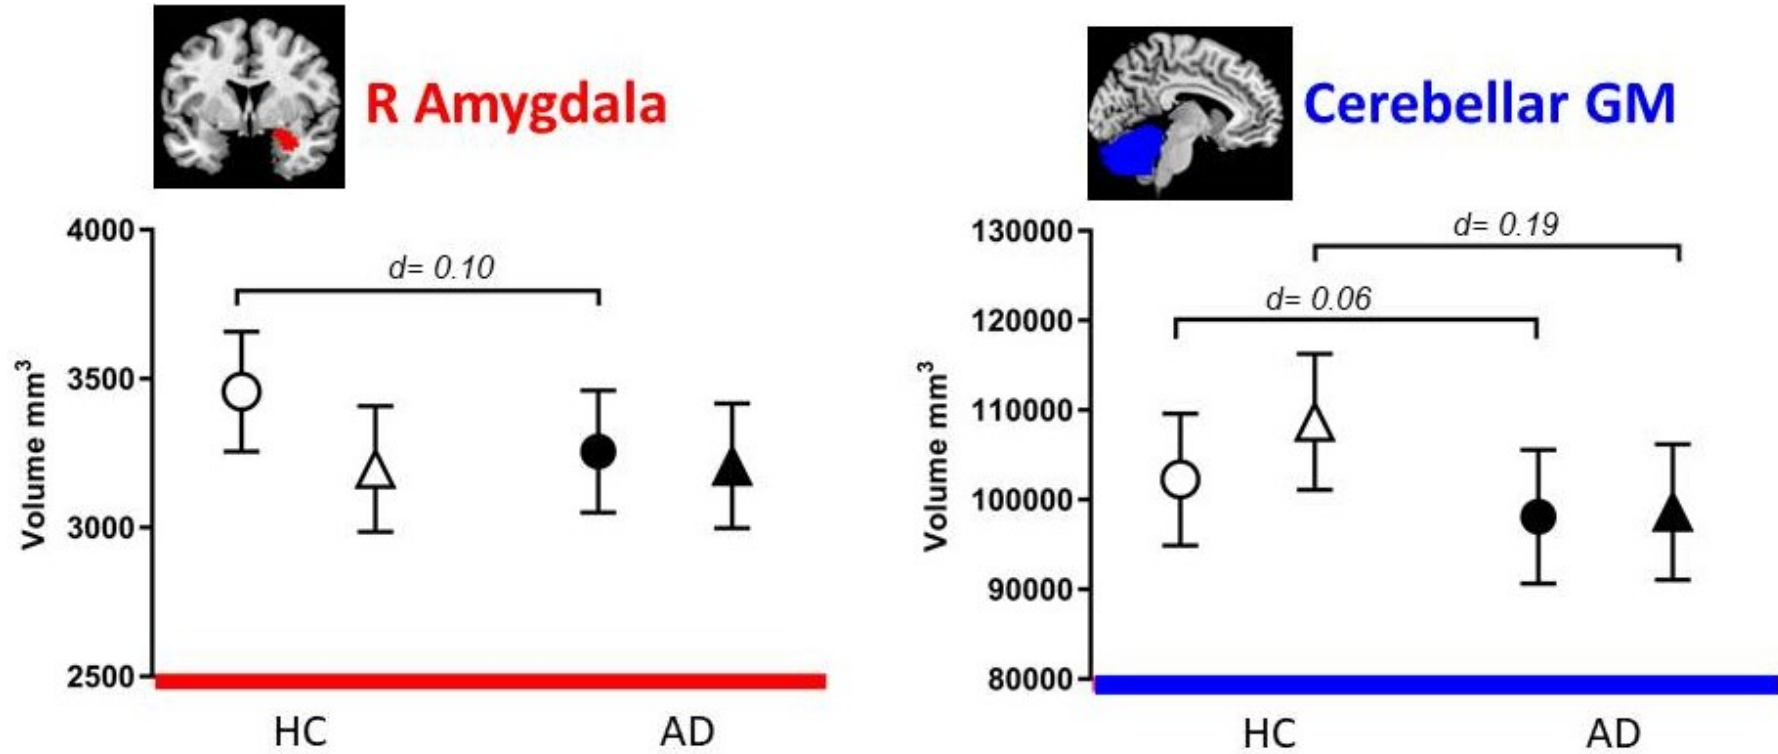 R Amygdala
4000
3500
3000
2500
Volume mm³
d= 0.10
HC
AD
Cerebellar GM
130000
120000
110000
100000
90000
80000
Volume mm³
d= 0.19
d= 0.06
HC
AD